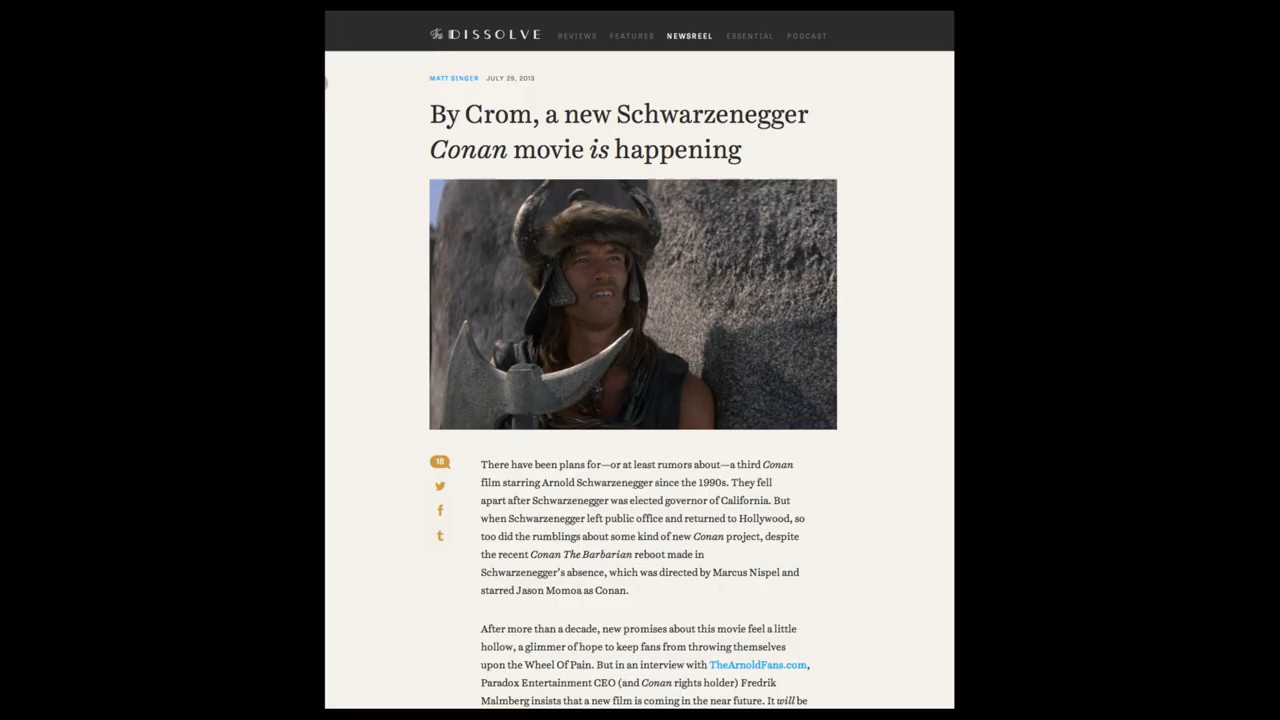 The DISSOLVE REVIEWS FEATURES NEWSREEL ESSENTIAL PODCAST
MATT SINGER JULY 29, 2013
By Crom, a new Schwarzenegger
Conan movie is happening
18
There have been plans for—or at least rumors about—a third Conan
film starring Arnold Schwarzenegger since the 1990s. They fell
apart after Schwarzenegger was elected governor of California. But
when Schwarzenegger left public office and returned to Hollywood, so
too did the rumblings about some kind of new Conan project, despite
the recent Conan The Barbarian reboot made in
Schwarzenegger's absence, which was directed by Marcus Nispel and
starred Jason Momoa as Conan.
After more than a decade, new promises about this movie feel a little
hollow, a glimmer of hope to keep fans from throwing themselves
upon the Wheel Of Pain. But in an interview with TheArnoldFans.com,
Paradox Entertainment CEO (and Conan rights holder) Fredrik
Malmberg insists that a new film is coming in the near future. It will be